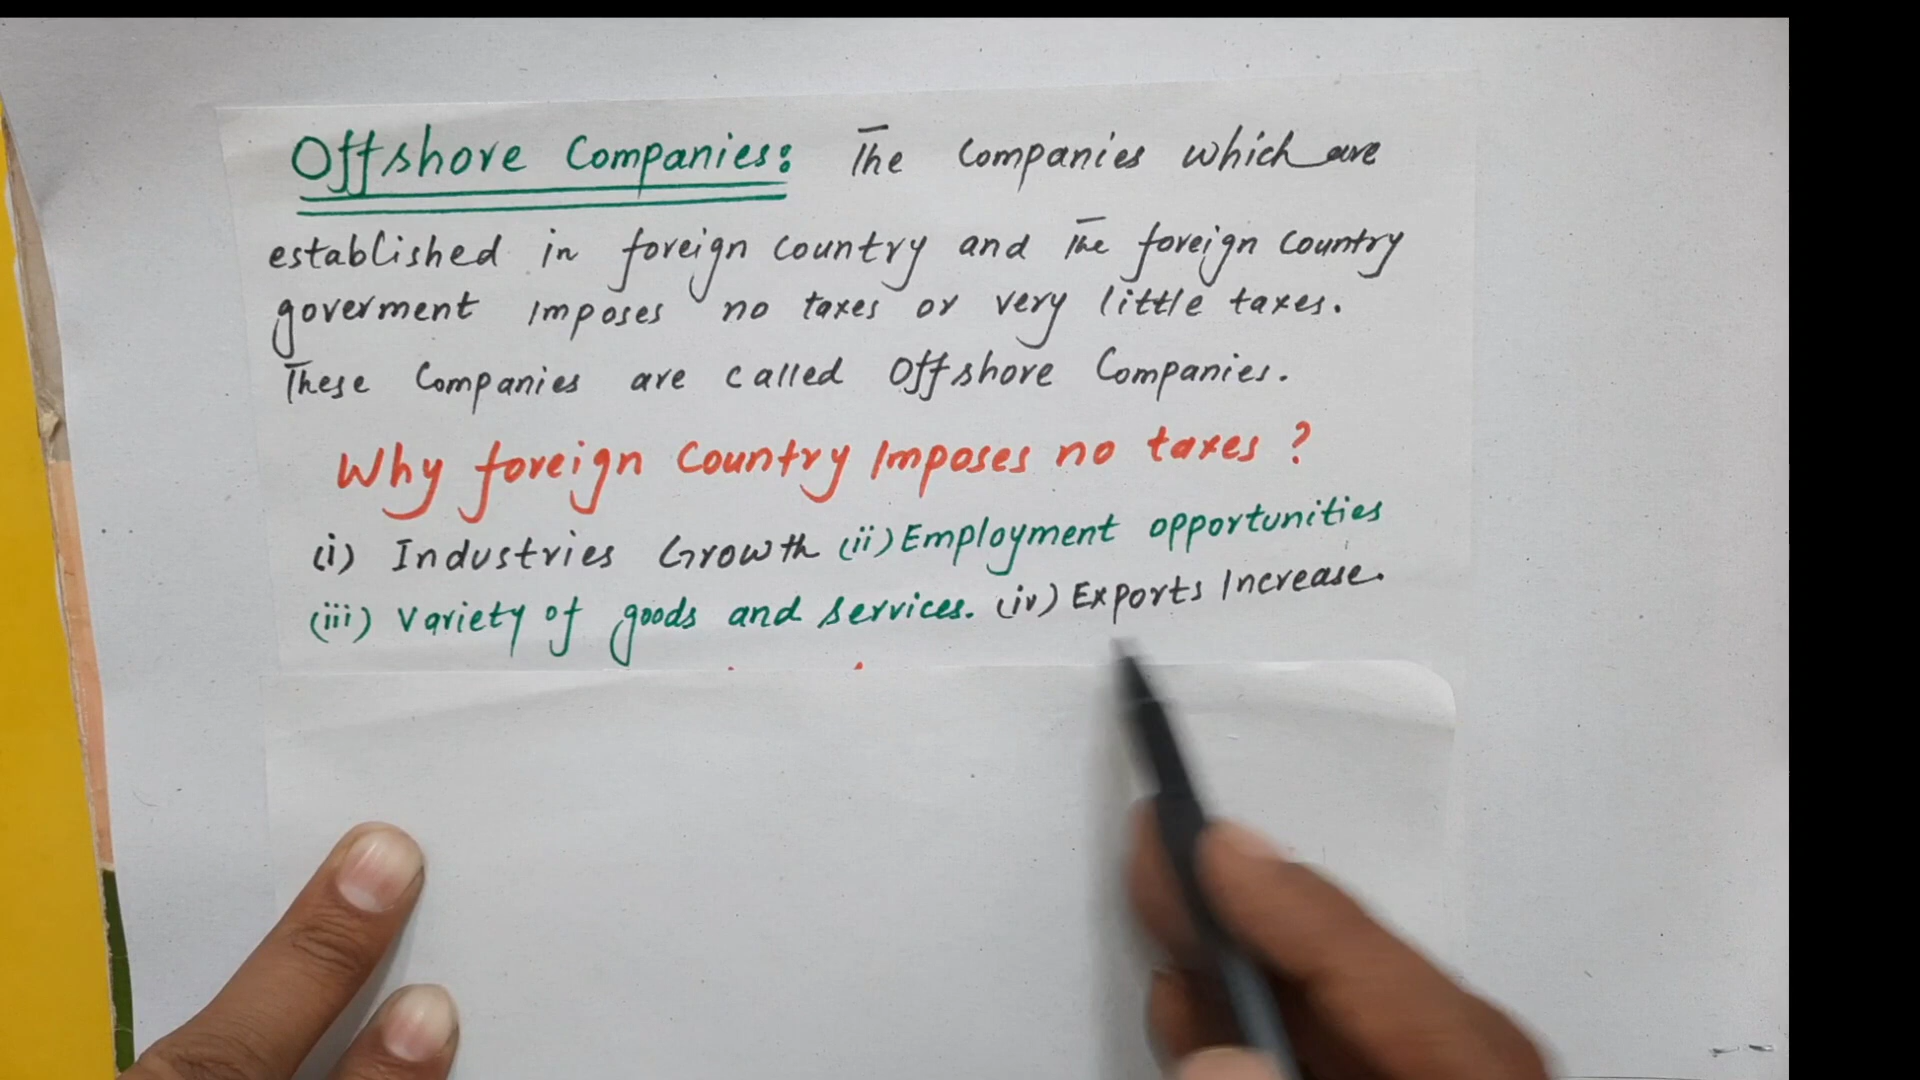 Offshore Companies: The Companies which are
established in foreign country and The foreign Country
goverment Imposes no taxes or very little taxes.
These Companies are called Offshore Companies.
Why foreign Country Imposes no taxes ?
(i) Industries Growth (ii) Employment opportunities
(iii) Variety of goods and services. (iv) Exports Increase.